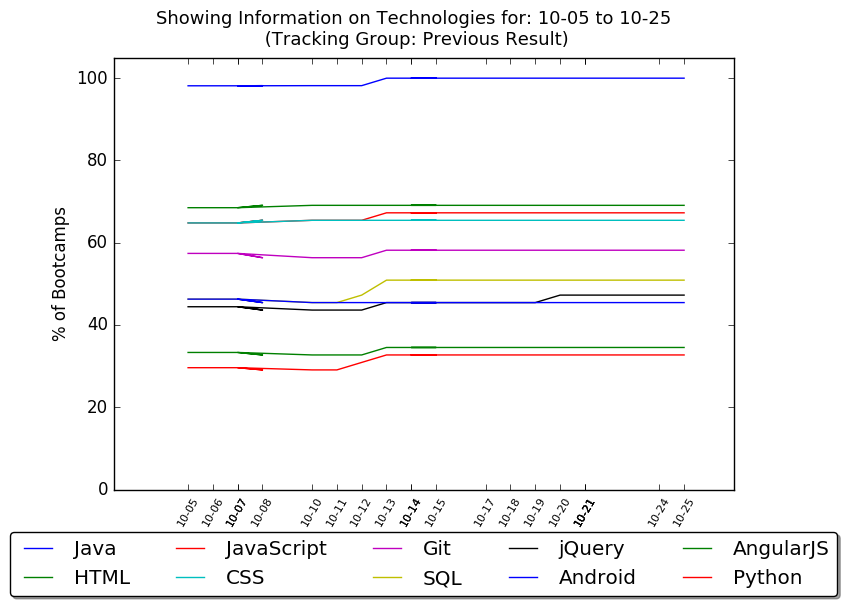 Showing Information on Technologies for: 10-05 to 10-25
(Tracking Group: Previous Result)
100
80
60
40
20
0
% of Bootcamps
10-05 10-06 10-07 10-08 10-10 10-11 10-12 10-13 10-14 10-15 10-17 10-18 10-19 10-20 10-21 10-24 10-25
Java JavaScript Git jQuery AngularJS
HTML CSS SQL Android Python